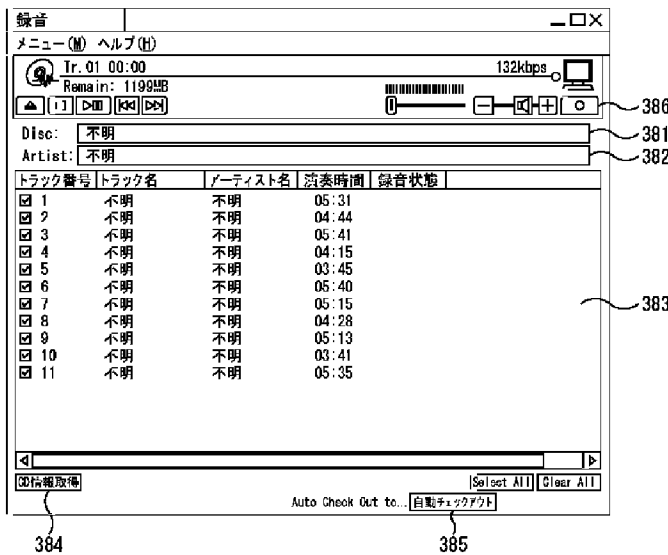 録音
メニュー(M) ヘルプ(H)
Tr.01 00:00 132kbps
Remain: 1199MB
386
Disc: 不明 381
Artist: 不明 382
トラック番号 トラック名 アーティスト名 演奏時間 録音状態
1 不明 不明 05:31
2 不明 不明 04:44
3 不明 不明 05:41
4 不明 不明 04:15
5 不明 不明 03:45
6 不明 不明 05:40
7 不明 不明 05:15
8 不明 不明 04:28
9 不明 不明 05:13
10 不明 不明 03:41
11 不明 不明 05:35
383
CD情報取得 Select All Clear All
Auto Check Out to... 自動チェックアウト
384 385